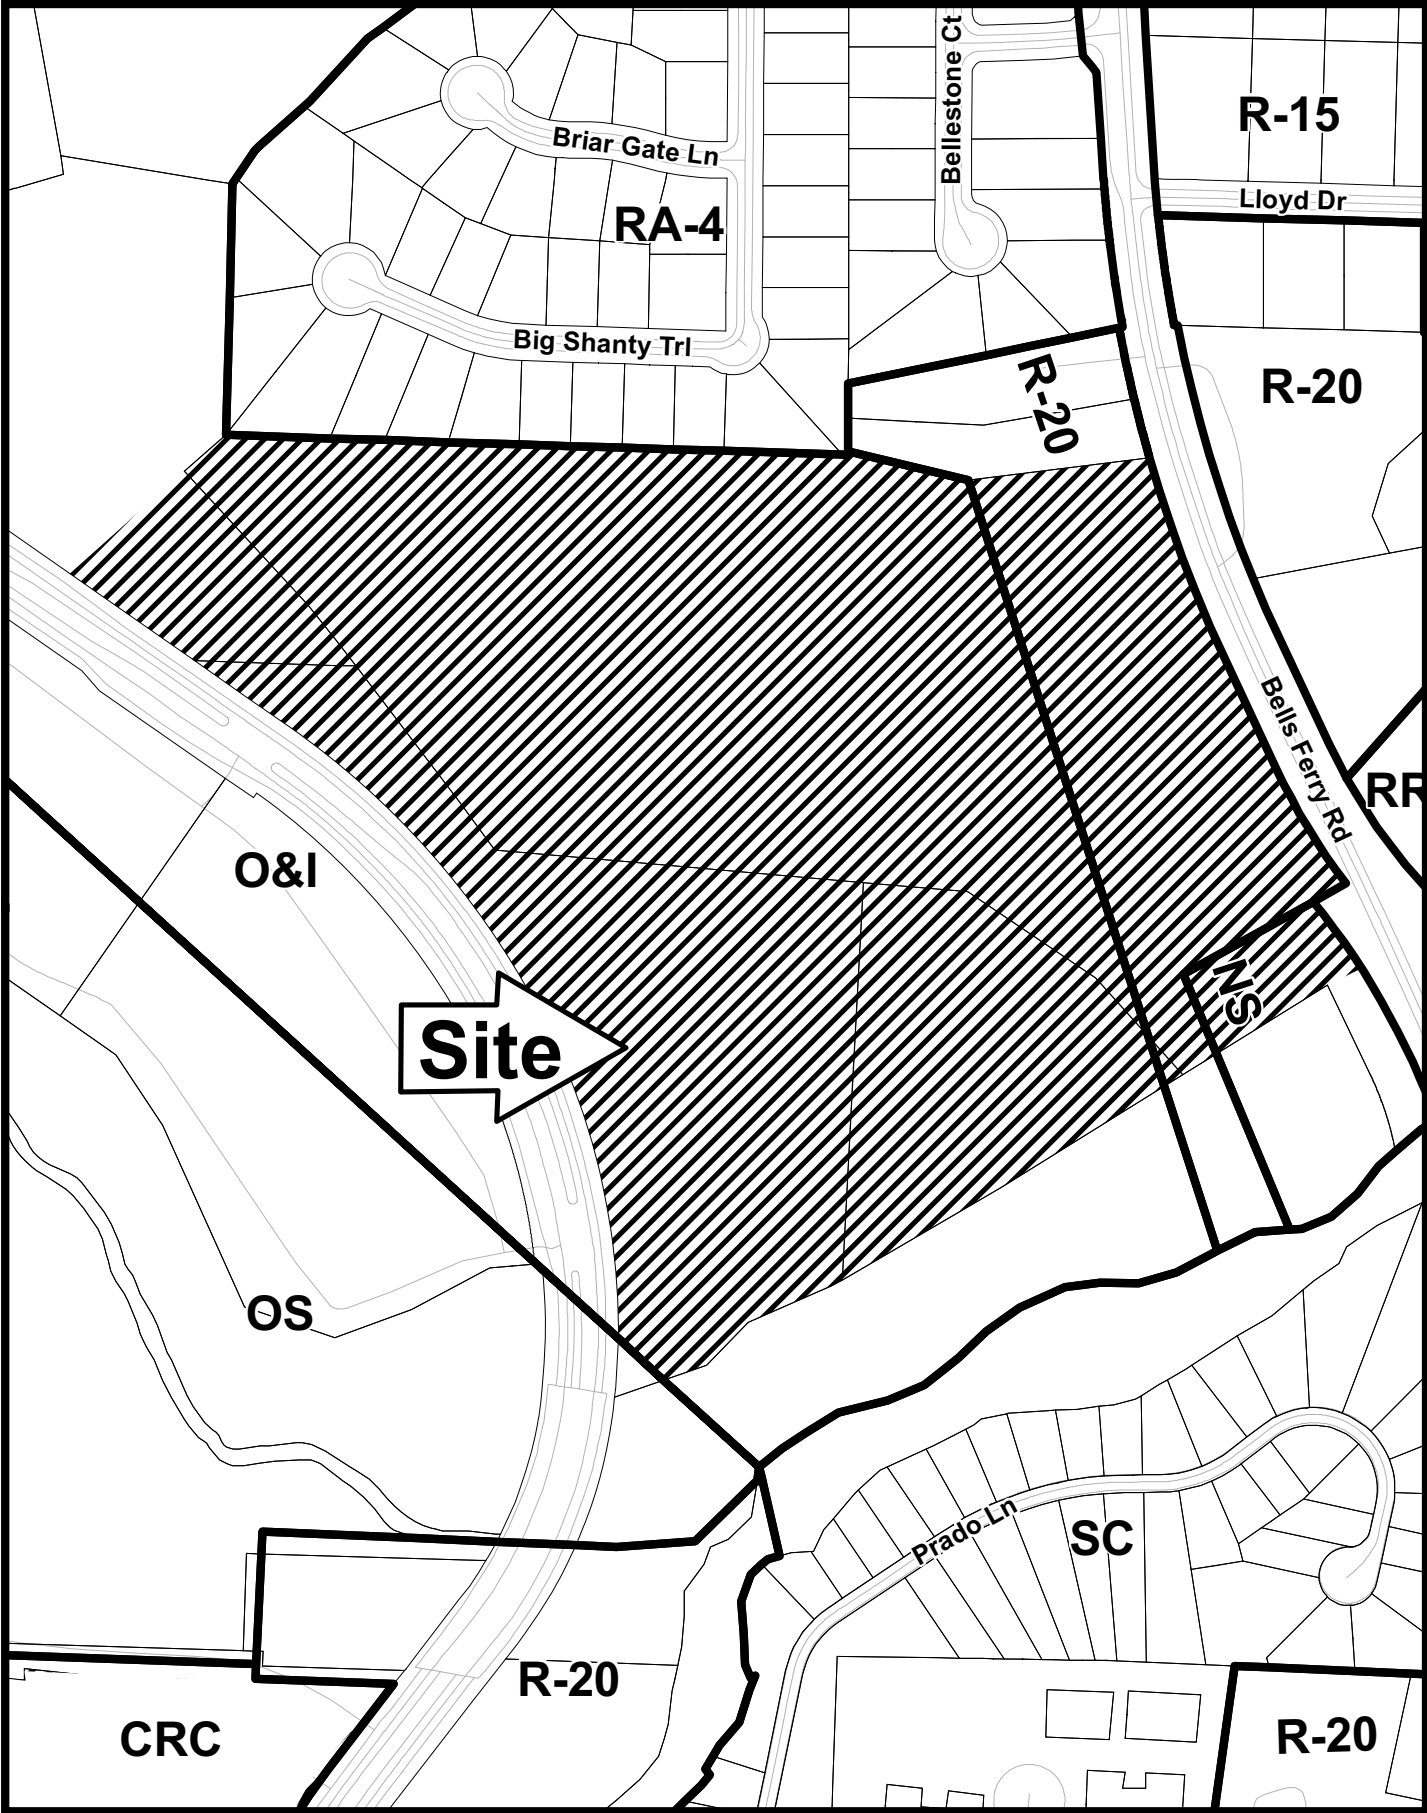 Bellestone Ct
R-15
Briar Gate Ln
Lloyd Dr
RA-4
Big Shanty Trl
R-20
R-20
Bells Ferry Rd
RR
O&I
NS
Site
OS
Prado Ln
SC
R-20
CRC
R-20